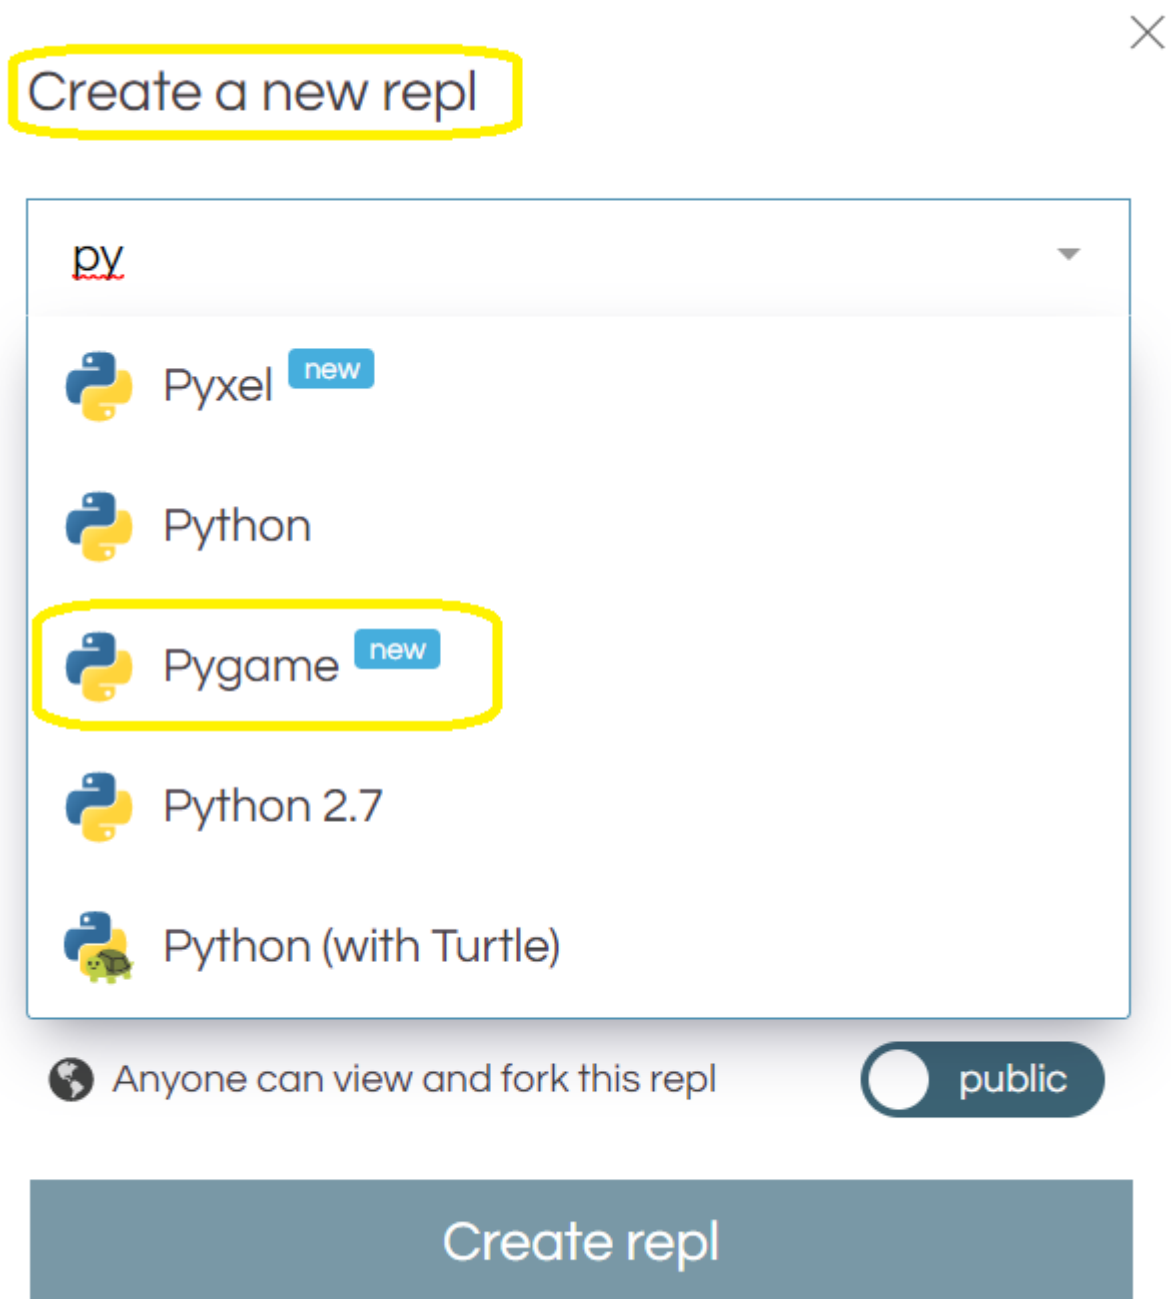 Create a new repl
py
Pyxel new
Python
Pygame new
Python 2.7
Python (with Turtle)
Anyone can view and fork this repl public
Create repl